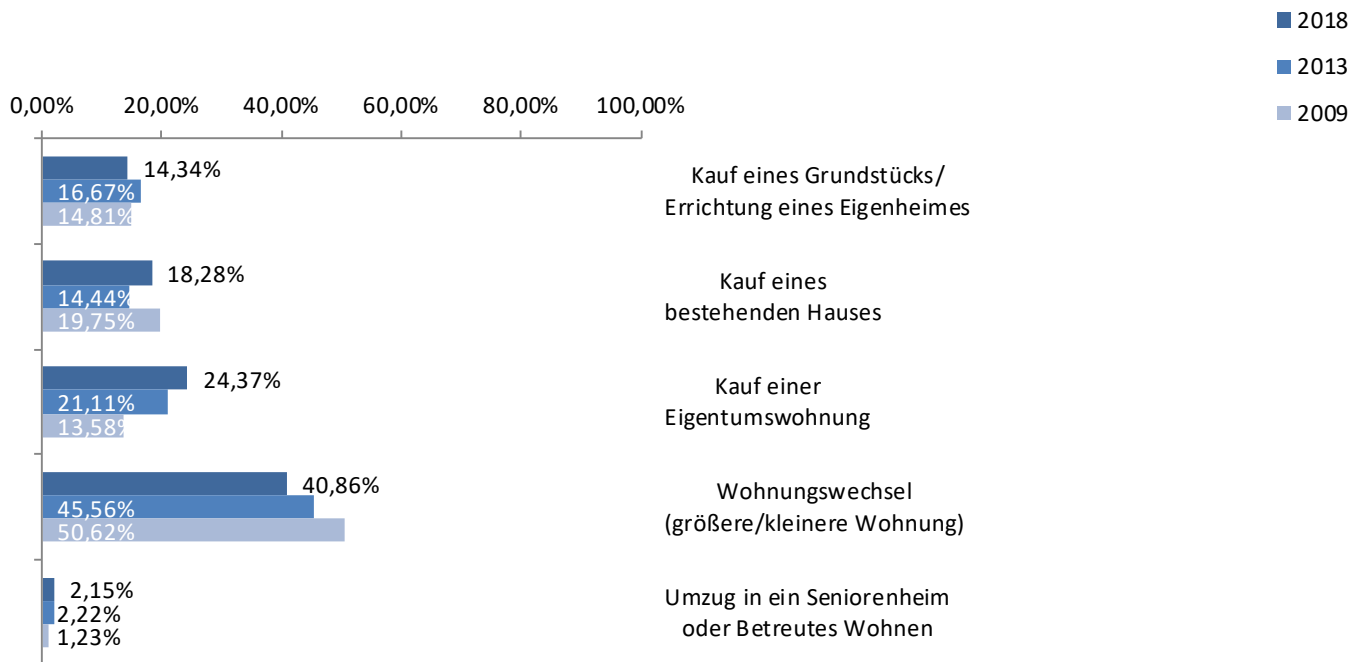 2018
2013
2009
0,00% 20,00% 40,00% 60,00% 80,00% 100,00%
14,34%
16,67%
14,81%
Kauf eines Grundstücks/
Errichtung eines Eigenheimes
18,28%
14,44%
19,75%
Kauf eines
bestehenden Hauses
24,37%
21,11%
13,58%
Kauf einer
Eigentumswohnung
40,86%
45,56%
50,62%
Wohnungswechsel
(größere/kleinere Wohnung)
2,15%
2,22%
1,23%
Umzug in ein Seniorenheim
oder Betreutes Wohnen